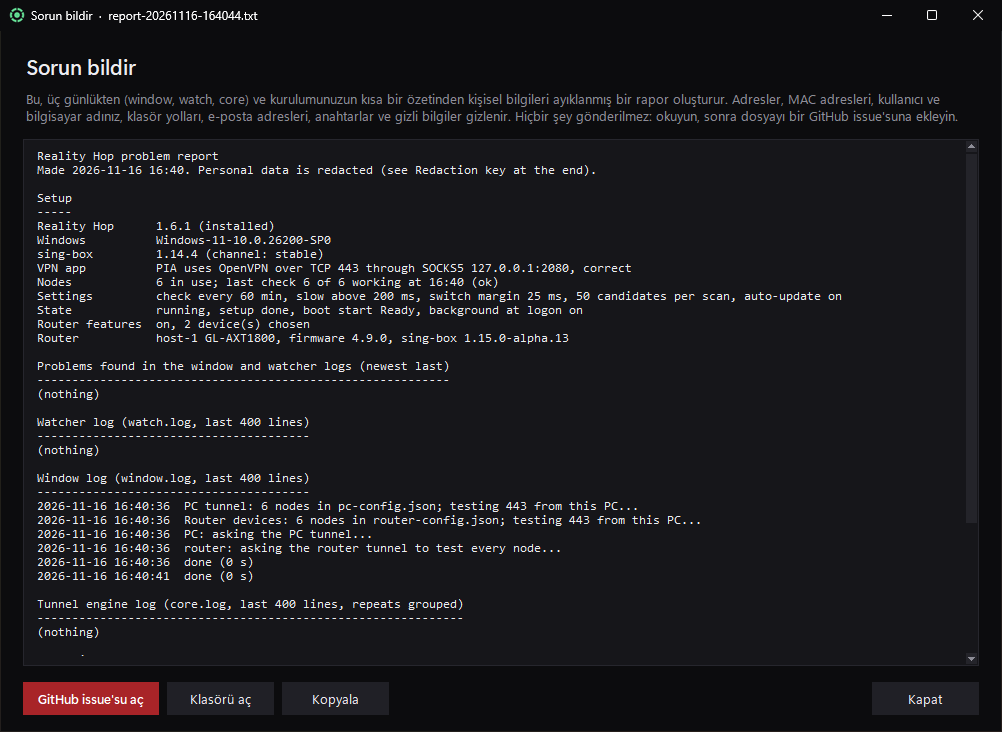 Sorun bildir · report-20261116-164044.txt
Sorun bildir
Bu, üç günlükten (window, watch, core) ve kurulumunuzun kısa bir özetinden kişisel bilgileri ayıklanmış bir rapor oluşturur. Adresler, MAC adresleri, kullanıcı ve
bilgisayar adınız, klasör yolları, e-posta adresleri, anahtarlar ve gizli bilgiler gizlenir. Hiçbir şey gönderilmez: okuyun, sonra dosyayı bir GitHub issue'suna ekleyin.
Reality Hop problem report
Made 2026-11-16 16:40. Personal data is redacted (see Redaction key at the end).
Setup
-----
Reality Hop 1.6.1 (installed)
Windows Windows-11-10.0.26200-SP0
sing-box 1.14.4 (channel: stable)
VPN app PIA uses OpenVPN over TCP 443 through SOCKS5 127.0.0.1:2080, correct
Nodes 6 in use; last check 6 of 6 working at 16:40 (ok)
Settings check every 60 min, slow above 200 ms, switch margin 25 ms, 50 candidates per scan, auto-update on
State running, setup done, boot start Ready, background at logon on
Router features on, 2 device(s) chosen
Router host-1 GL-AXT1800, firmware 4.9.0, sing-box 1.15.0-alpha.13
Problems found in the window and watcher logs (newest last)
-----------------------------------------------------------
(nothing)
Watcher log (watch.log, last 400 lines)
---------------------------------------
(nothing)
Window log (window.log, last 400 lines)
---------------------------------------
2026-11-16 16:40:36 PC tunnel: 6 nodes in pc-config.json; testing 443 from this PC...
2026-11-16 16:40:36 Router devices: 6 nodes in router-config.json; testing 443 from this PC...
2026-11-16 16:40:36 PC: asking the PC tunnel...
2026-11-16 16:40:36 router: asking the router tunnel to test every node...
2026-11-16 16:40:36 done (0 s)
2026-11-16 16:40:41 done (0 s)
Tunnel engine log (core.log, last 400 lines, repeats grouped)
-------------------------------------------------------------
(nothing)
GitHub issue'su aç
Klasörü aç
Kopyala
Kapat